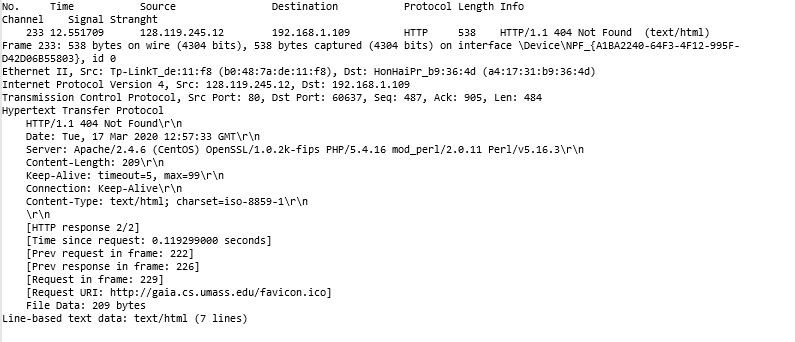 No.     Time           Source                Destination           Protocol Length Info
Channel    Signal Stranght
    233 12.551709      128.119.245.12        192.168.1.109         HTTP     538    HTTP/1.1 404 Not Found  (text/html)
Frame 233: 538 bytes on wire (4304 bits), 538 bytes captured (4304 bits) on interface \Device\NPF_{A1BA2240-64F3-4F12-995F-
D42D06B55803}, id 0
Ethernet II, Src: Tp-LinkT_de:11:f8 (b0:48:7a:de:11:f8), Dst: HonHaiPr_b9:36:4d (a4:17:31:b9:36:4d)
Internet Protocol Version 4, Src: 128.119.245.12, Dst: 192.168.1.109
Transmission Control Protocol, Src Port: 80, Dst Port: 60637, Seq: 487, Ack: 905, Len: 484
Hypertext Transfer Protocol
    HTTP/1.1 404 Not Found\r\n
    Date: Tue, 17 Mar 2020 12:57:33 GMT\r\n
    Server: Apache/2.4.6 (CentOS) OpenSSL/1.0.2k-fips PHP/5.4.16 mod_perl/2.0.11 Perl/v5.16.3\r\n
    Content-Length: 209\r\n
    Keep-Alive: timeout=5, max=99\r\n
    Connection: Keep-Alive\r\n
    Content-Type: text/html; charset=iso-8859-1\r\n
    \r\n
    [HTTP response 2/2]
    [Time since request: 0.119299000 seconds]
    [Prev request in frame: 222]
    [Prev response in frame: 226]
    [Request in frame: 229]
    [Request URI: http://gaia.cs.umass.edu/favicon.ico]
    File Data: 209 bytes
Line-based text data: text/html (7 lines)